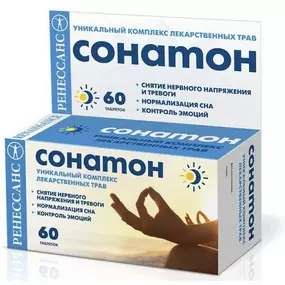 РЕНЕССАНС
УНИКАЛЬНЫЙ КОМПЛЕКС ЛЕКАРСТВЕННЫХ ТРАВ
СОНАТОН
60
ТАБЛЕТОК
• СНЯТИЕ НЕРВНОГО НАПРЯЖЕНИЯ
И ТРЕВОГИ
• НОРМАЛИЗАЦИЯ СНА
• КОНТРОЛЬ ЭМОЦИЙ
РЕНЕССАНС
СОНАТОН
УНИКАЛЬНЫЙ КОМПЛЕКС
ЛЕКАРСТВЕННЫХ ТРАВ
• СНЯТИЕ НЕРВНОГО
НАПРЯЖЕНИЯ И ТРЕВОГИ
• НОРМАЛИЗАЦИЯ СНА
• КОНТРОЛЬ ЭМОЦИЙ
60
ТАБЛЕТОК
СОНАТОН